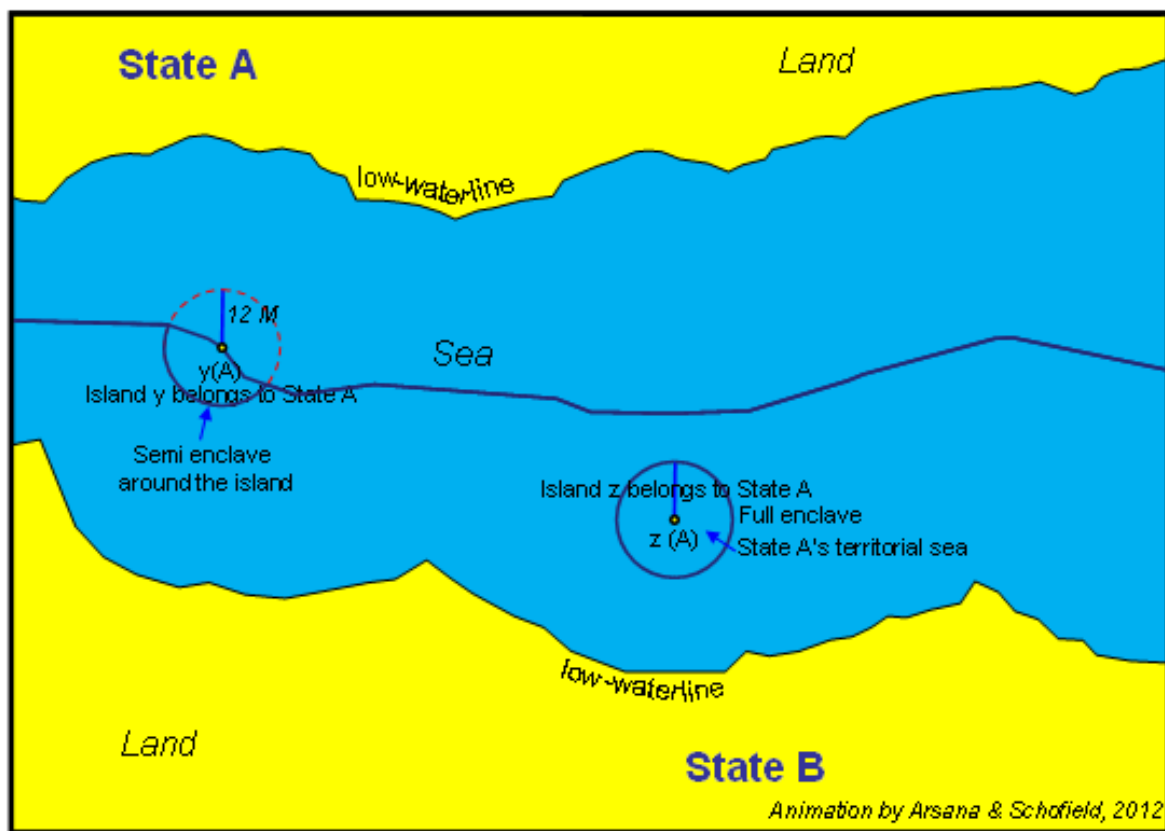 State A
Land
low-waterline
12 M
Sea
y(A)
Island y belongs to State A
Semi enclave
around the island
Island z belongs to State A
Full enclave
z (A)
State A's territorial sea
low-waterline
Land
State B
Animation by Arsana & Schofield, 2012